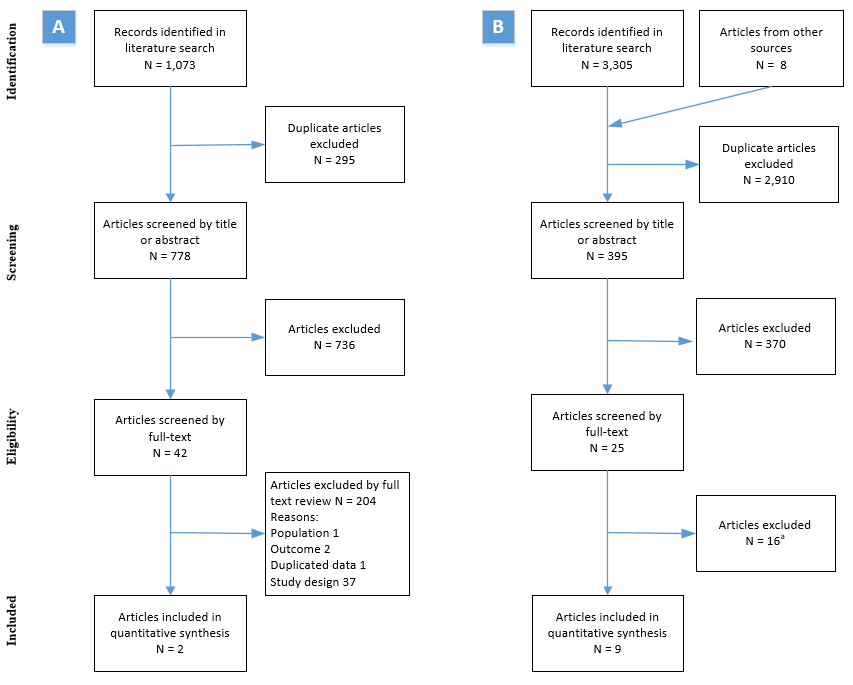 Identification
Screening
Eligibility
Included
A
Records identified in
literature search
N = 1,073
Duplicate articles
excluded
N = 295
Articles screened by title
or abstract
N = 778
Articles excluded
N = 736
Articles screened by
full-text
N = 42
Articles excluded by full
text review N = 204
Reasons:
Population 1
Outcome 2
Duplicated data 1
Study design 37
Articles included in
quantitative synthesis
N = 2
B
Records identified in
literature search
N = 3,305
Articles from other
sources
N = 8
Duplicate articles
excluded
N = 2,910
Articles screened by title
or abstract
N = 395
Articles excluded
N = 370
Articles screened by
full-text
N = 25
Articles excluded
N = 16ª
Articles included in
quantitative synthesis
N = 9